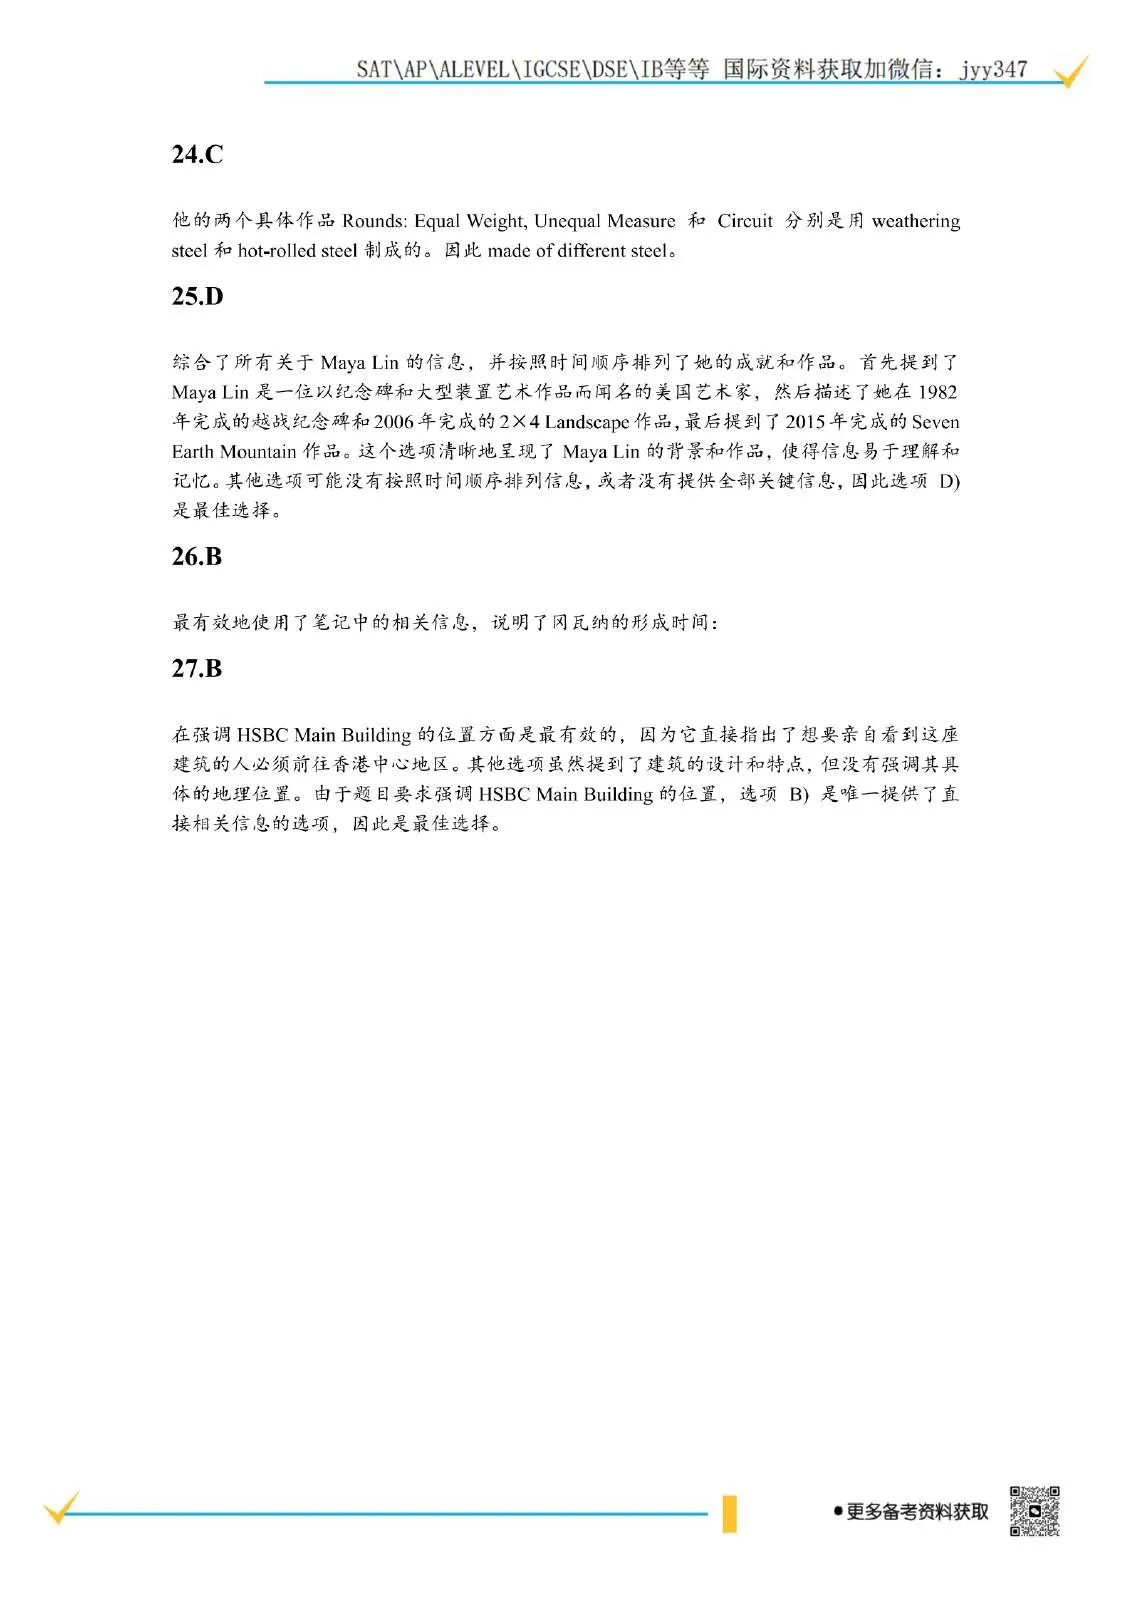 SAT\AP\ALEVEL\IGCSE\DSE\IB等等 国际资料获取加微信：jyy347
24.C
他的两个具体作品 Rounds: Equal Weight, Unequal Measure 和 Circuit 分别是用 weathering
steel 和 hot-rolled steel 制成的。因此 made of different steel。
25.D
综合了所有关于 Maya Lin 的信息，并按照时间顺序排列了她的成就和作品。首先提到了
Maya Lin 是一位以纪念碑和大型装置艺术作品而闻名的美国艺术家，然后描述了她在 1982
年完成的越战纪念碑和 2006 年完成的 2×4 Landscape 作品，最后提到了 2015 年完成的 Seven
Earth Mountain 作品。这个选项清晰地呈现了 Maya Lin 的背景和作品，使得信息易于理解和
记忆。其他选项可能没有按照时间顺序排列信息，或者没有提供全部关键信息，因此选项 D)
是最佳选择。
26.B
最有效地使用了笔记中的相关信息，说明了冈瓦纳的形成时间：
27.B
在强调 HSBC Main Building 的位置方面是最有效的，因为它直接指出了想要亲自看到这座
建筑的人必须前往香港中心地区。其他选项虽然提到了建筑的设计和特点，但没有强调其具
体的地理位置。由于题目要求强调 HSBC Main Building 的位置，选项 B) 是唯一提供了直
接相关信息的选项，因此是最佳选择。
•更多备考资料获取